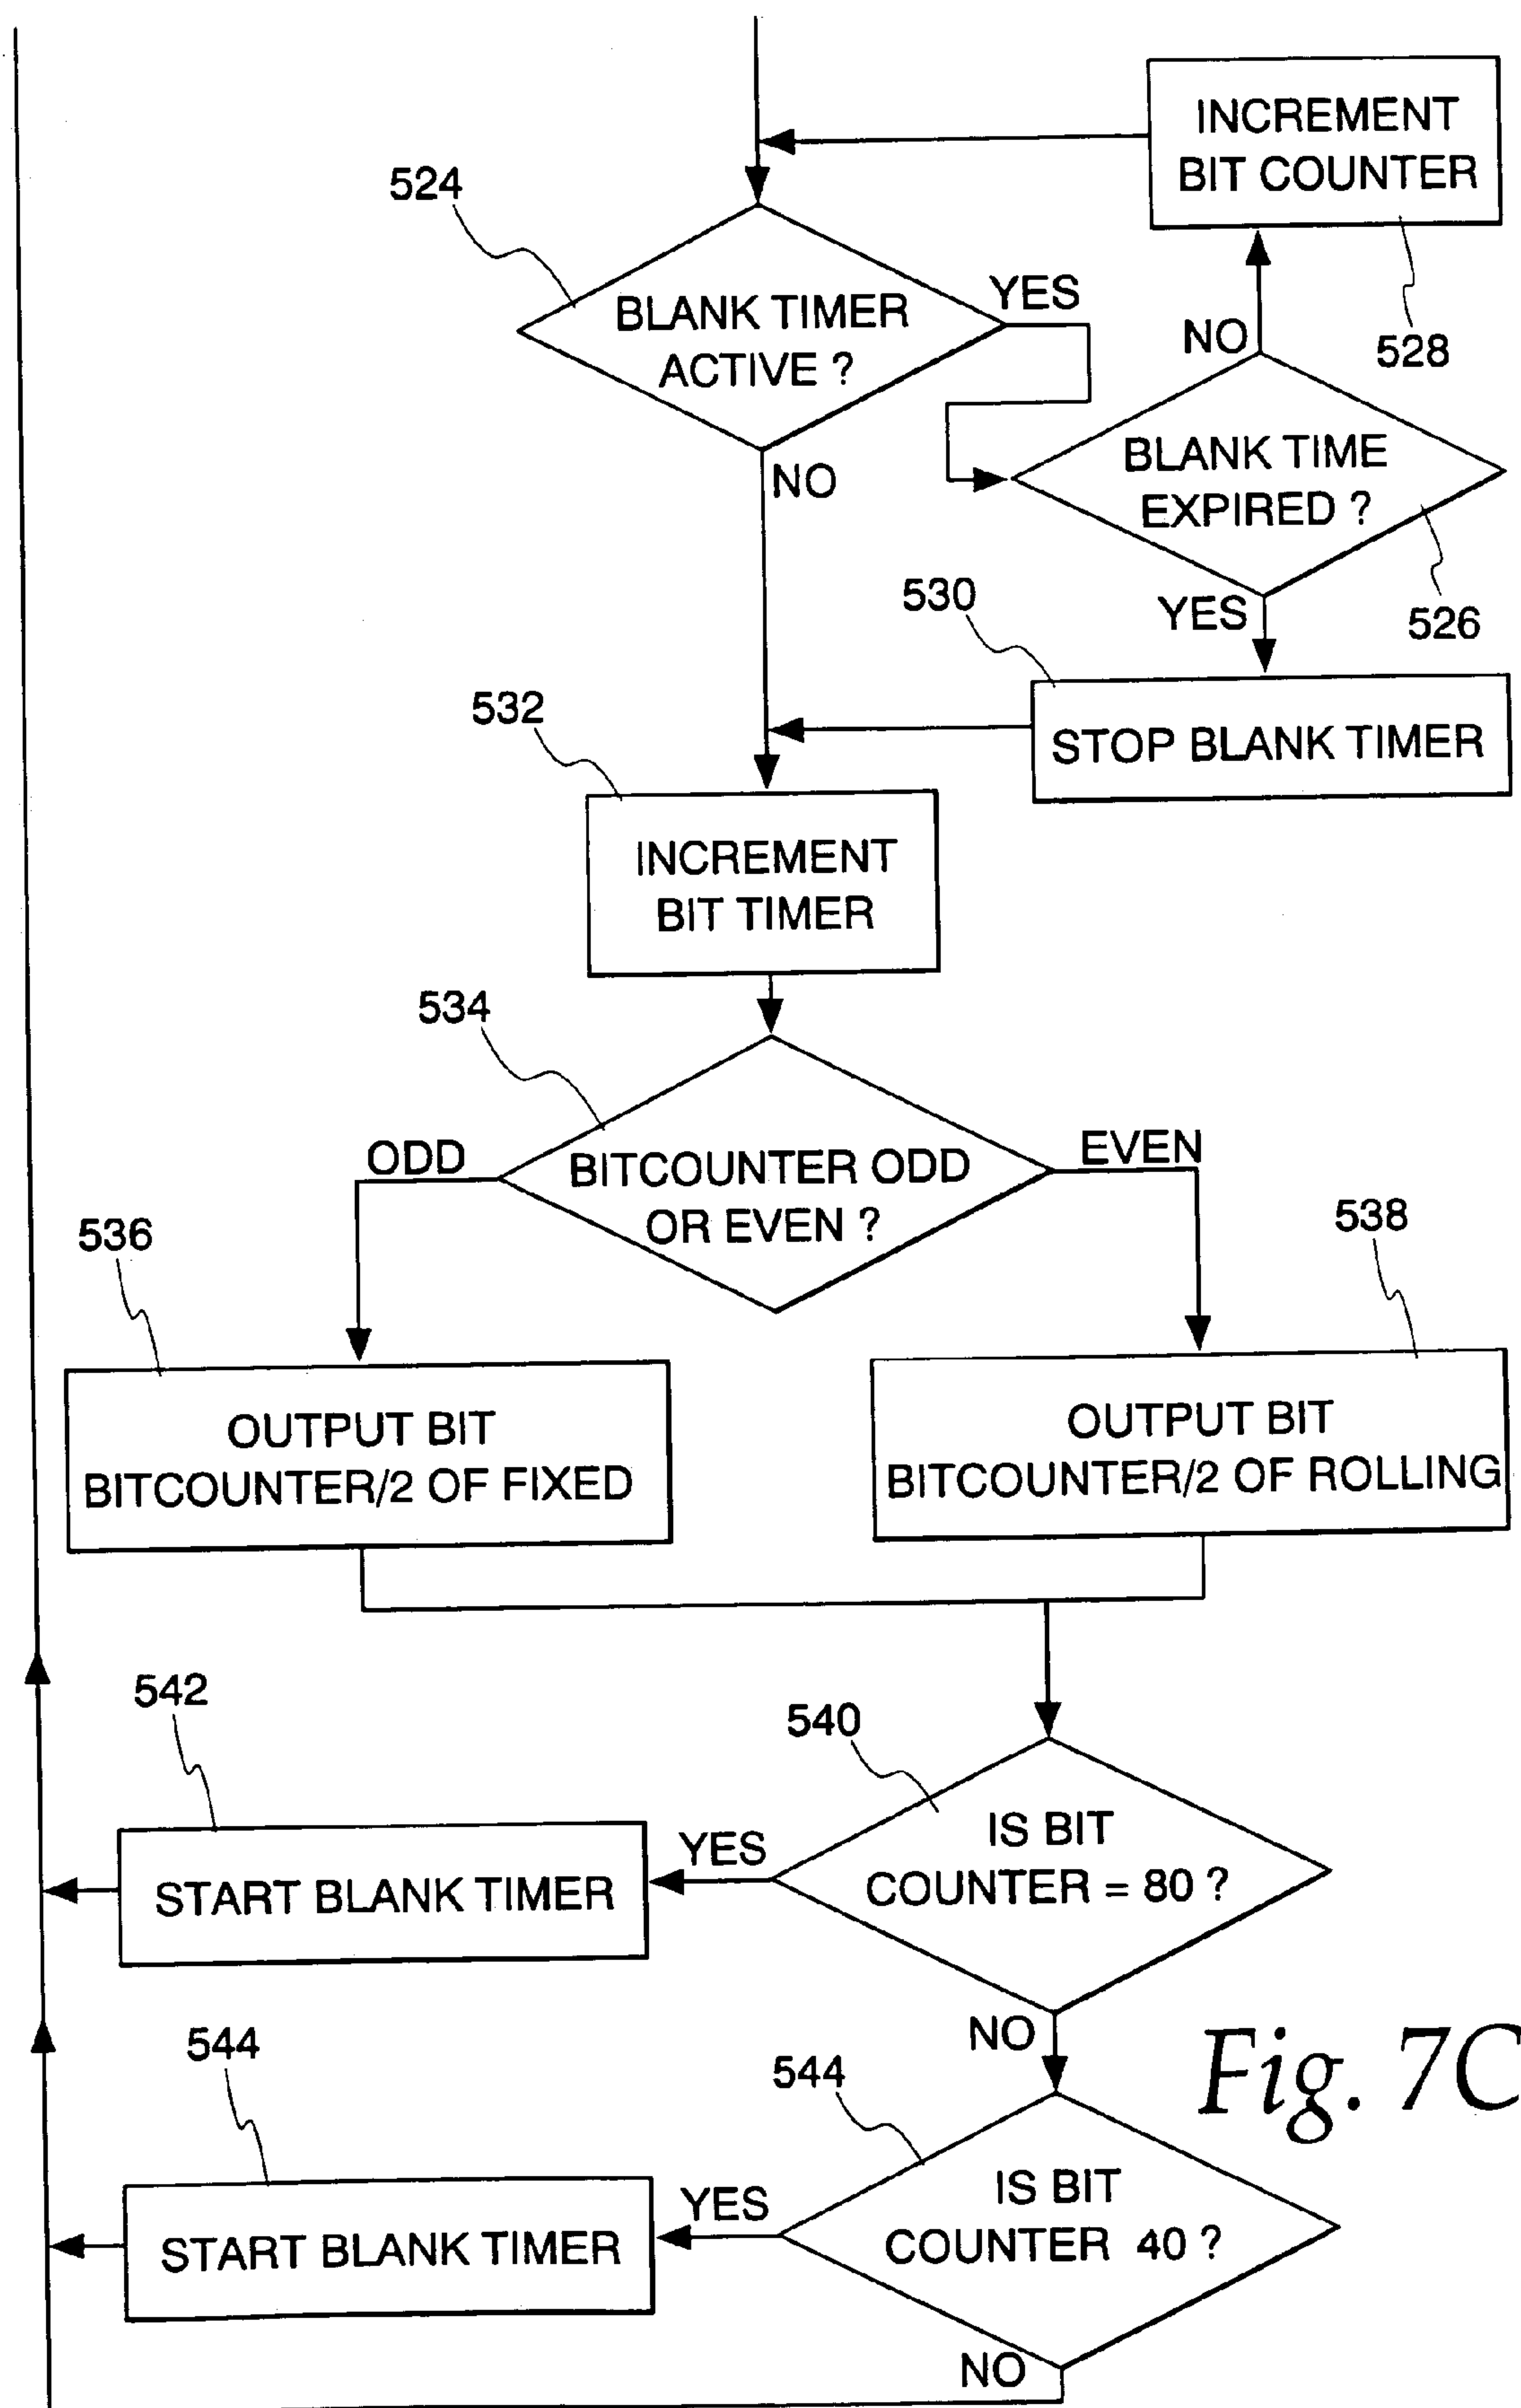 INCREMENT
BIT COUNTER
528
524
BLANK TIMER
ACTIVE ?
YES
NO
NO
BLANK TIME
EXPIRED ?
526
YES
530
STOP BLANK TIMER
532
INCREMENT
BIT TIMER
534
BITCOUNTER ODD
OR EVEN ?
ODD
EVEN
536
OUTPUT BIT
BITCOUNTER/2 OF FIXED
538
OUTPUT BIT
BITCOUNTER/2 OF ROLLING
540
IS BIT
COUNTER = 80 ?
YES
542
START BLANK TIMER
NO
544
IS BIT
COUNTER 40 ?
YES
544
START BLANK TIMER
NO
Fig. 7C